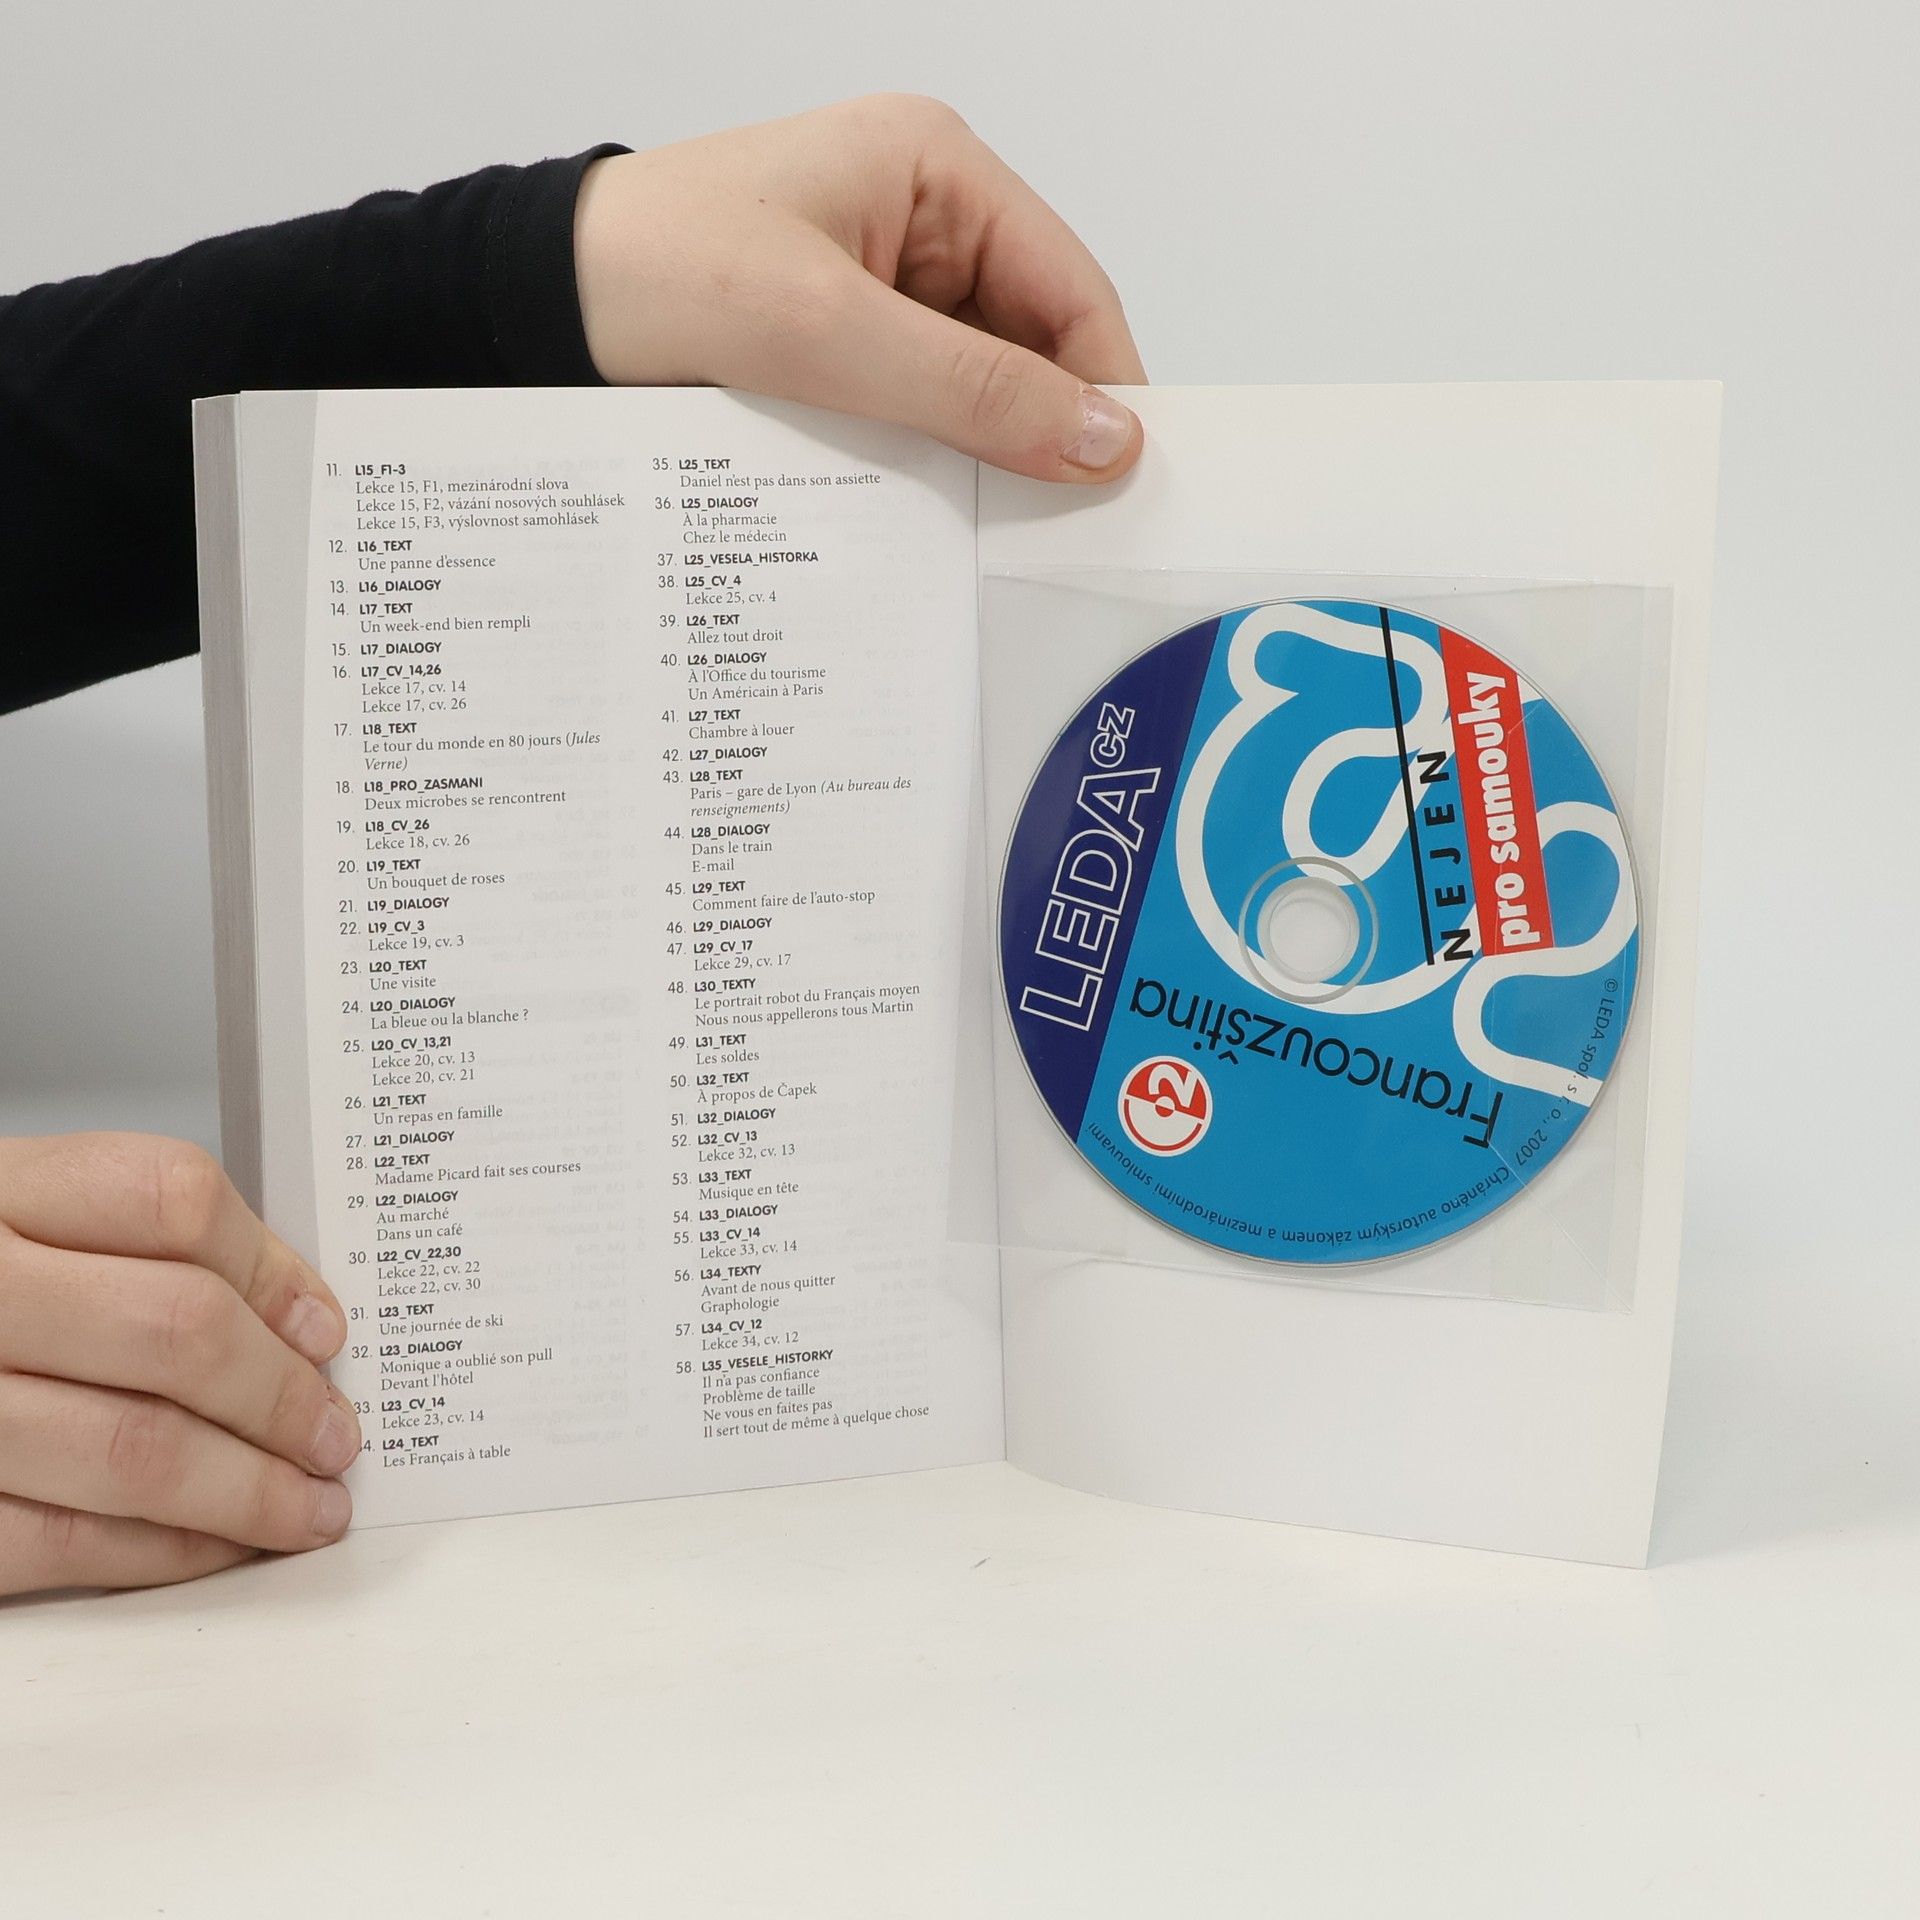 11. L15_F1-3
Lekce 15, F1, mezinárodní slova
Lekce 15, F2, vázání nosových souhlásek
Lekce 15, F3, výslovnost samohlásek
12. L16_TEXT
Une panne d'essence
13. L16_DIALOGY
14. L17_TEXT
Un week-end bien rempli
15. L17_DIALOGY
16. L17_CV_14,26
Lekce 17, cv. 14
Lekce 17, cv. 26
17. L18_TEXT
Le tour du monde en 80 jours (Jules
Verne)
18. L18_PRO_ZASMANI
Deux microbes se rencontrent
19. L18_CV_26
Lekce 18, cv. 26
20. L19_TEXT
Un bouquet de roses
21. L19_DIALOGY
22. L19_CV_3
Lekce 19, cv. 3
23. L20_TEXT
Une visite
24. L20_DIALOGY
La bleue ou la blanche ?
25. L20_CV_13,21
Lekce 20, cv. 13
Lekce 20, cv. 21
26. L21_TEXT
Un repas en famille
27. L21_DIALOGY
28. L22_TEXT
Madame Picard fait ses courses
29. L22_DIALOGY
Au marché
Dans un café
30. L22_CV_22,30
Lekce 22, cv. 22
Lekce 22, cv. 30
31. L23_TEXT
Une journée de ski
32. L23_DIALOGY
Monique a oublié son pull
Devant l'hôtel
33. L23_CV_14
Lekce 23, cv. 14
4. L24_TEXT
Les Français à table
35. L25_TEXT
Daniel n'est pas dans son assiette
36. L25_DIALOGY
À la pharmacie
Chez le médecin
37. L25_VESELA_HISTORKA
38. L25_CV_4
Lekce 25, cv. 4
39. L26_TEXT
Allez tout droit
40. L26_DIALOGY
À l'Office du tourisme
Un Américain à Paris
41. L27_TEXT
Chambre à louer
42. L27_DIALOGY
43. L28_TEXT
Paris – gare de Lyon (Au bureau des
renseignements)
44. L28_DIALOGY
Dans le train
E-mail
45. L29_TEXT
Comment faire de l'auto-stop
46. L29_DIALOGY
47. L29_CV_17
Lekce 29, cv. 17
48. L30_TEXTY
Le portrait robot du Français moyen
Nous nous appellerons tous Martin
49. L31_TEXT
Les soldes
50. L32_TEXT
À propos de Čapek
51. L32_DIALOGY
52. L32_CV_13
Lekce 32, cv. 13
53. L33_TEXT
Musique en tête
54. L33_DIALOGY
55. L33_CV_14
Lekce 33, cv. 14
56. L34_TEXTY
Avant de nous quitter
Graphologie
57. L34_CV_12
Lekce 34, cv. 12
58. L35_VESELE_HISTORKY
Il n'a pas confiance
Problème de taille
Ne vous en faites pas
Il sert tout de même à quelque chose
LEDA cz
NEJEN
pro samouky
Francouzština
2
© LEDA spol. s r. o., 2007 Chráněno autorským zákonem a mezinárodními smlouvami